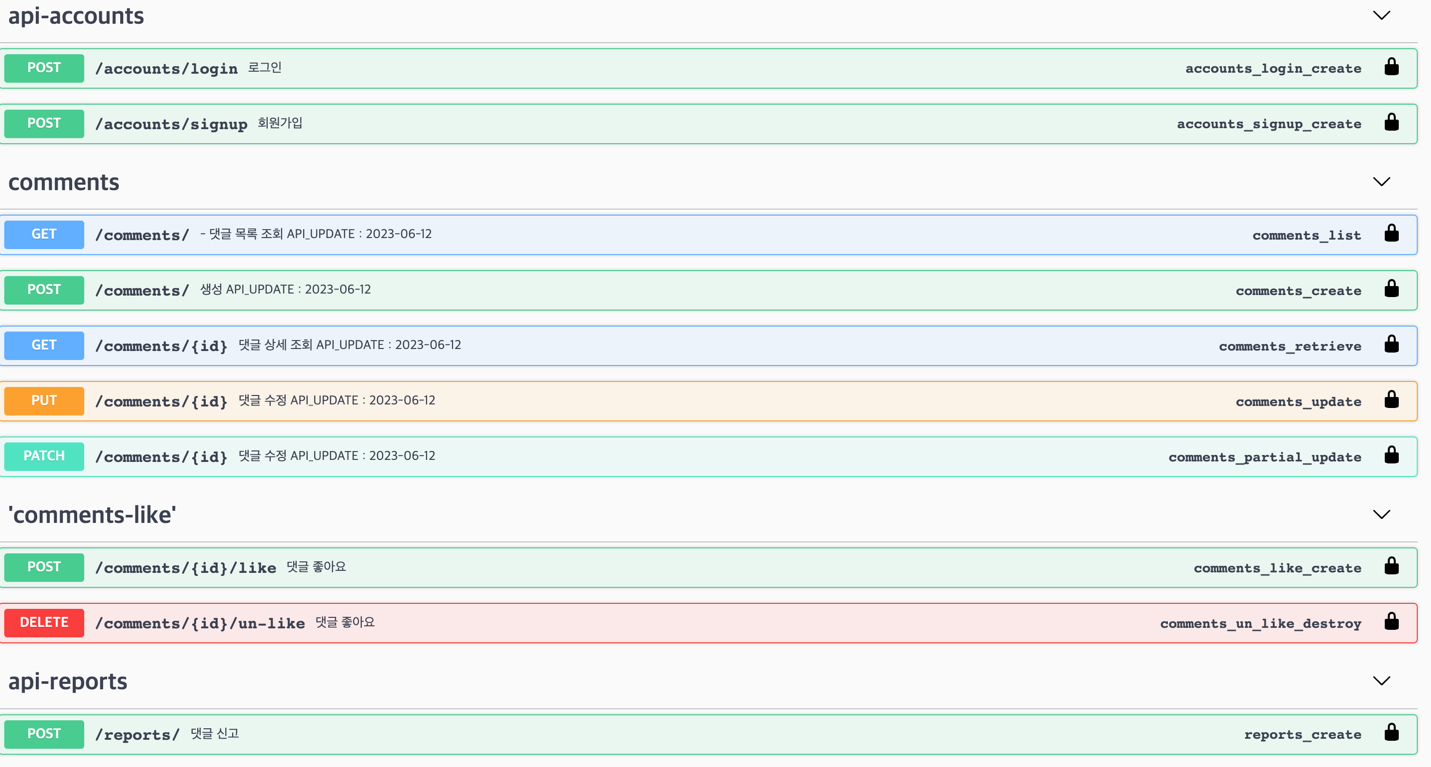 api-accounts
POST /accounts/login 로그인 accounts_login_create
POST /accounts/signup 회원가입 accounts_signup_create
comments
GET /comments/ - 댓글 목록 조회 API_UPDATE : 2023-06-12 comments_list
POST /comments/ 생성 API_UPDATE : 2023-06-12 comments_create
GET /comments/{id} 댓글 상세 조회 API_UPDATE : 2023-06-12 comments_retrieve
PUT /comments/{id} 댓글 수정 API_UPDATE : 2023-06-12 comments_update
PATCH /comments/{id} 댓글 수정 API_UPDATE : 2023-06-12 comments_partial_update
'comments-like'
POST /comments/{id}/like 댓글 좋아요 comments_like_create
DELETE /comments/{id}/un-like 댓글 좋아요 comments_un_like_destroy
api-reports
POST /reports/ 댓글 신고 reports_create